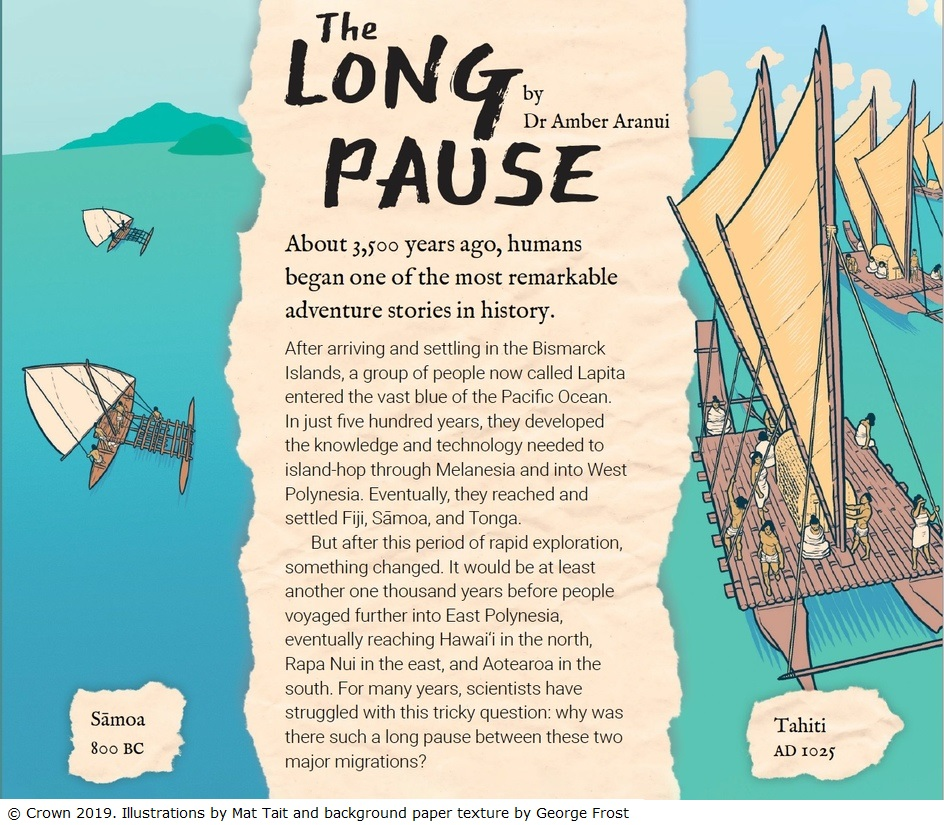 The
LONG
by
Dr Amber Aranui
PAUSE
About 3,500 years ago, humans
began one of the most remarkable
adventure stories in history.
After arriving and settling in the Bismarck
Islands, a group of people now called Lapita
entered the vast blue of the Pacific Ocean.
In just five hundred years, they developed
the knowledge and technology needed to
island-hop through Melanesia and into West
Polynesia. Eventually, they reached and
settled Fiji, Sāmoa, and Tonga.
But after this period of rapid exploration,
something changed. It would be at least
another one thousand years before people
voyaged further into East Polynesia,
eventually reaching Hawai‘i in the north,
Rapa Nui in the east, and Aotearoa in the
south. For many years, scientists have
struggled with this tricky question: why was
there such a long pause between these two
major migrations?
Sāmoa
800 BC
Tahiti
AD 1025
© Crown 2019. Illustrations by Mat Tait and background paper texture by George Frost